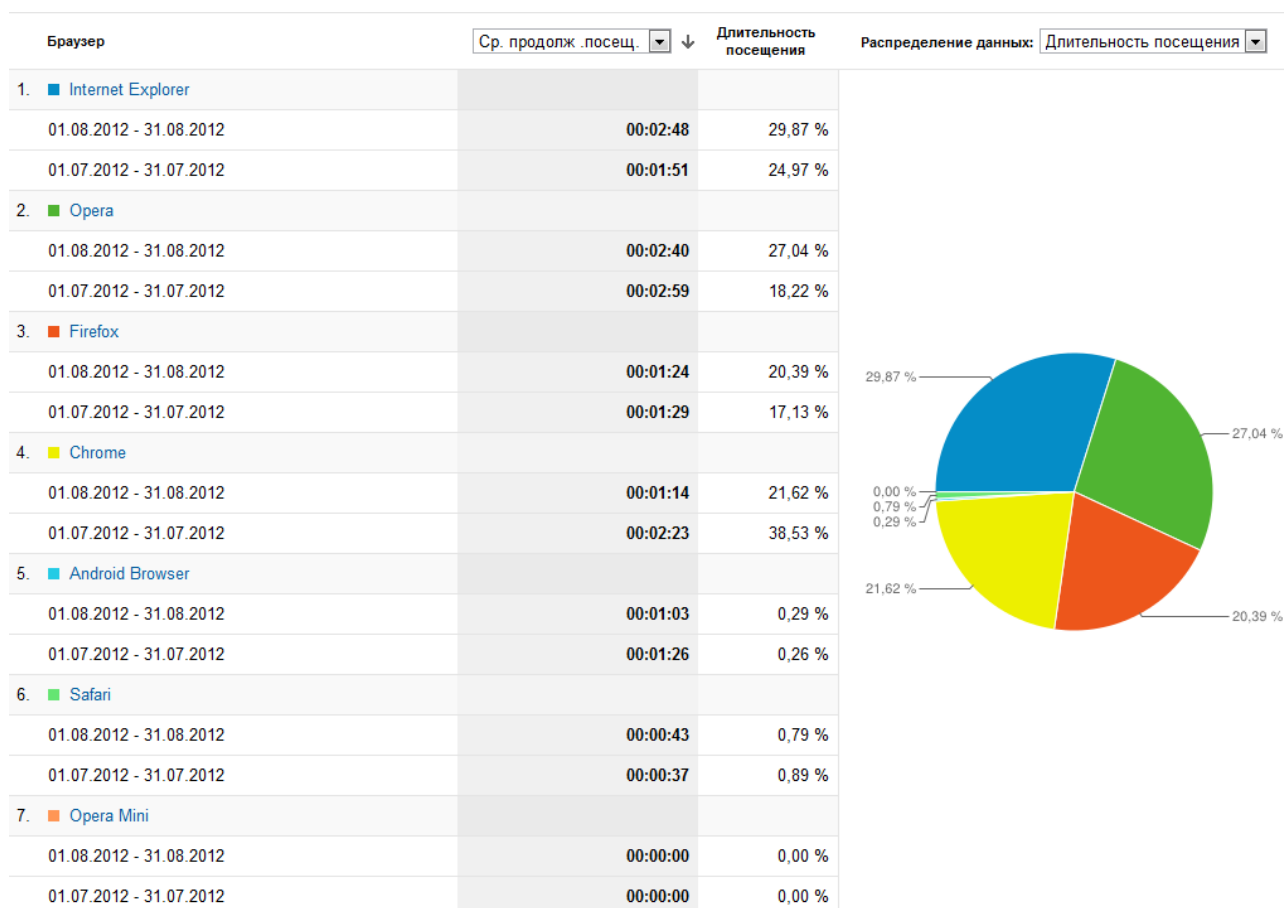 Браузер Ср. продолж .посещ. Длительность посещения Распределение данных: Длительность посещения
1. Internet Explorer
01.08.2012 - 31.08.2012 00:02:48 29,87 %
01.07.2012 - 31.07.2012 00:01:51 24,97 %
2. Opera
01.08.2012 - 31.08.2012 00:02:40 27,04 %
01.07.2012 - 31.07.2012 00:02:59 18,22 %
3. Firefox
01.08.2012 - 31.08.2012 00:01:24 20,39 %
01.07.2012 - 31.07.2012 00:01:29 17,13 %
4. Chrome
01.08.2012 - 31.08.2012 00:01:14 21,62 %
01.07.2012 - 31.07.2012 00:02:23 38,53 %
5. Android Browser
01.08.2012 - 31.08.2012 00:01:03 0,29 %
01.07.2012 - 31.07.2012 00:01:26 0,26 %
6. Safari
01.08.2012 - 31.08.2012 00:00:43 0,79 %
01.07.2012 - 31.07.2012 00:00:37 0,89 %
7. Opera Mini
01.08.2012 - 31.08.2012 00:00:00 0,00 %
01.07.2012 - 31.07.2012 00:00:00 0,00 %
29,87 %
27,04 %
0,00 %
0,79 %
0,29 %
21,62 %
20,39 %